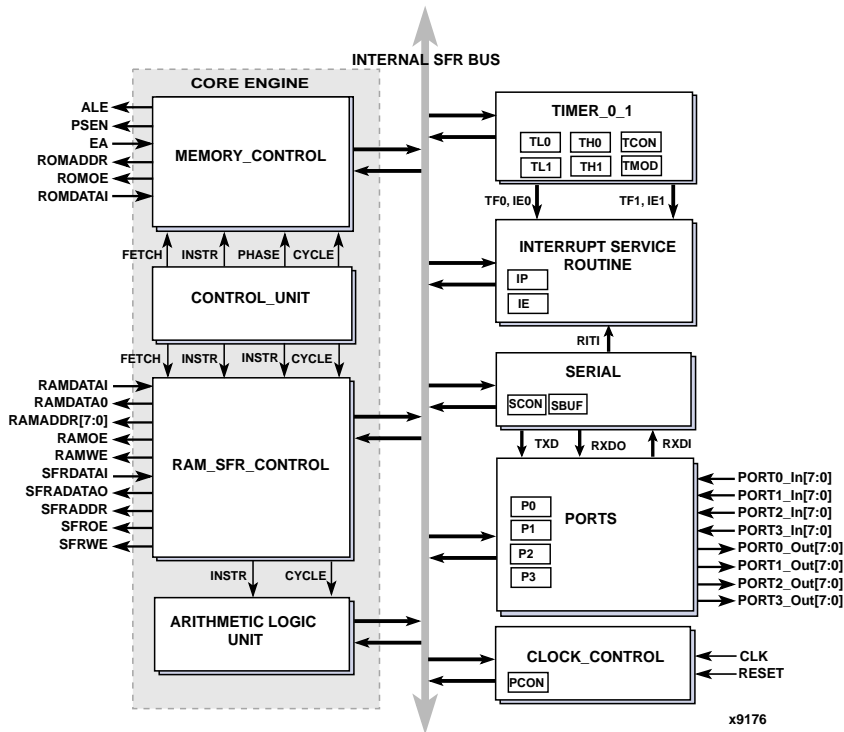 INTERNAL SFR BUS
CORE ENGINE
ALE
PSEN
EA
ROMADDR
ROMOE
ROMDATAI
MEMORY_CONTROL
FETCH INSTR PHASE CYCLE
CONTROL_UNIT
FETCH INSTR INSTR CYCLE
RAMDATAI
RAMDATA0
RAMADDR[7:0]
RAMOE
RAMWE
SFRDATAI
SFRADATAO
SFRADDR
SFROE
SFRWE
RAM_SFR_CONTROL
INSTR CYCLE
ARITHMETIC LOGIC
UNIT
TIMER_0_1
TL0 TH0 TCON
TL1 TH1 TMOD
TF0, IE0 TF1, IE1
INTERRUPT SERVICE
ROUTINE
IP
IE
RITI
SERIAL
SCON SBUF
TXD RXDO RXDI
PORTS
P0
P1
P2
P3
PORT0_In[7:0]
PORT1_In[7:0]
PORT2_In[7:0]
PORT3_In[7:0]
PORT0_Out[7:0]
PORT1_Out[7:0]
PORT2_Out[7:0]
PORT3_Out[7:0]
CLOCK_CONTROL
PCON
CLK
RESET
x9176